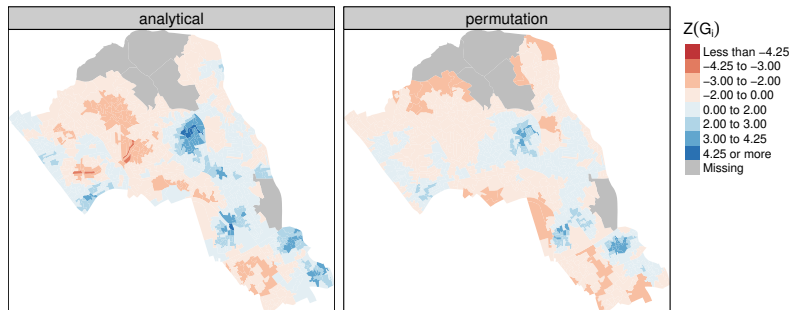 analytical
permutation
Z(Gᵢ)
Less than −4.25
−4.25 to −3.00
−3.00 to −2.00
−2.00 to 0.00
0.00 to 2.00
2.00 to 3.00
3.00 to 4.25
4.25 or more
Missing